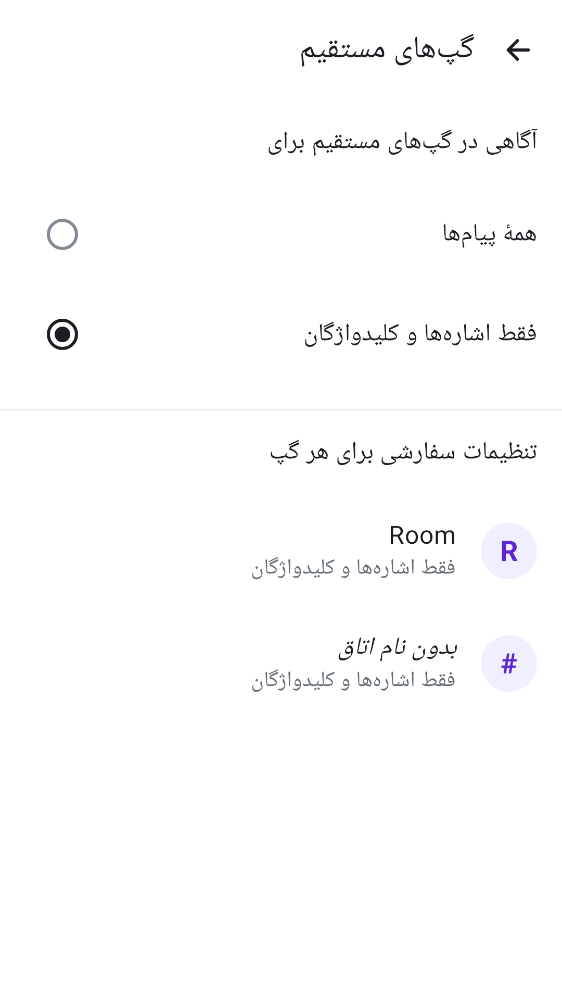 گپ‌های مستقیم
آگاهی در گپ‌های مستقیم برای
همهٔ پیام‌ها
فقط اشاره‌ها و کلیدواژگان
تنظیمات سفارشی برای هر گپ
R
Room
فقط اشاره‌ها و کلیدواژگان
#
بدون نام اتاق
فقط اشاره‌ها و کلیدواژگان